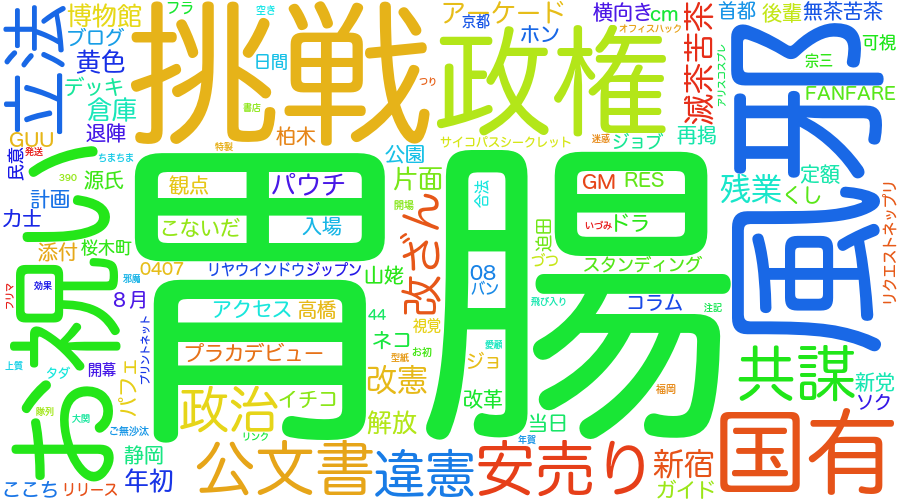 立法
博物館
フラ
ブログ
黄色
デッキ
倉庫
GUU
退陣
発送
民意
ちまちま
390
源氏
計画
力士
お祝い
添付
桜木町
0407
邪魔
8月
フリマ
効果
上質
タダ
開幕
プリントネット
パフェ
隊列
大関
ご無沙汰
静岡
ここち
リリース
年初
挑戦
空き
日間
書店
特製
柏木
公園
つり
胃腸
観点
パウチ
こないだ
入場
リヤウインドウジップン
アクセス
高橋
44
プラカデビュー
政治
イチコ
リンク
公文書
アーケード
京都
ホン
政権
サイコパスシークレット
片面
開場
改ざん
山姥
視覚
ネコ
型紙
お初
改憲
解放
違憲
合法
08
バン
愛爺
ジョ
改革
年賀
当日
安売り
横向き
cm
オフィスハック
滅茶苦茶
迷惑
ジョブ
再掲
GM
RES
いづみ
ドラ
迫田
づつ
スタンディング
飛び入り
コラム
注記
福岡
新宿
ガイド
首都
後輩
無茶苦茶
アリスコスプレ
可視
宗三
FANFARE
風邪
残業
定額
くし
リクエストネップリ
共謀
新党
ソク
国有